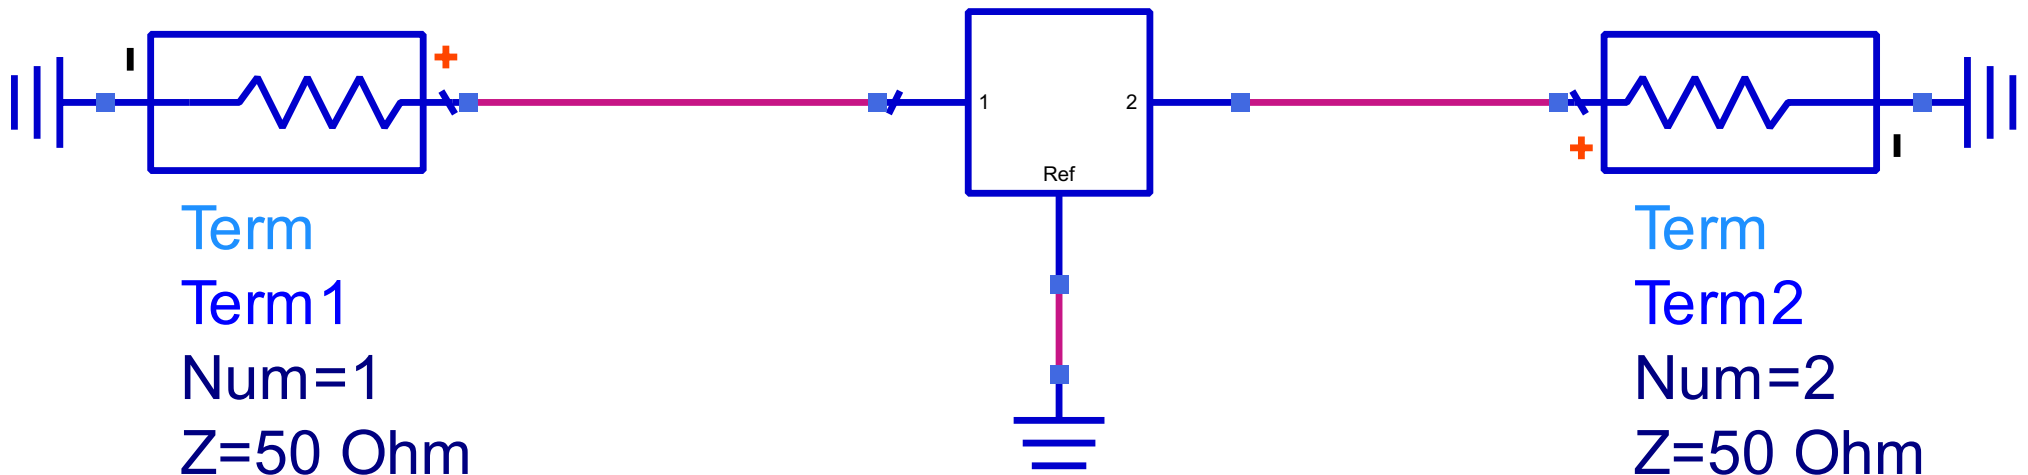 1
2
Ref
Term
Term1
Num=1
Z=50 Ohm
Term
Term2
Num=2
Z=50 Ohm